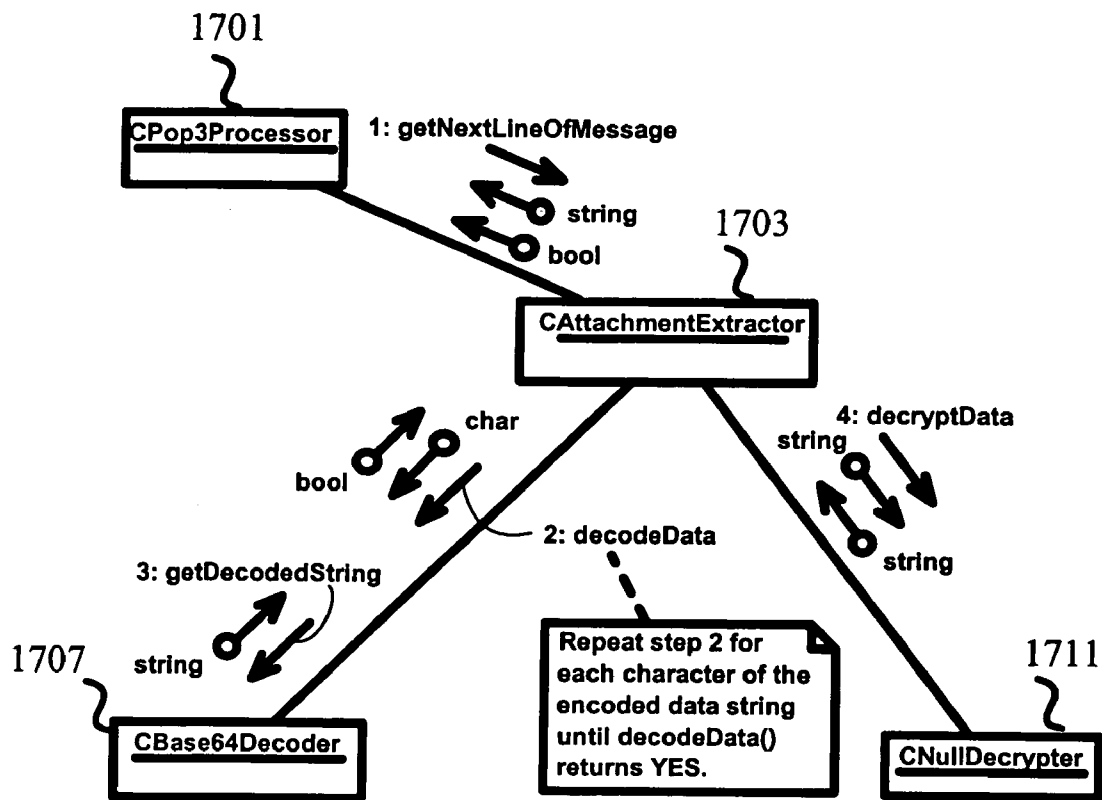 1701
CPop3Processor
1: getNextLineOfMessage
string
bool
1703
CAttachmentExtractor
char
bool
4: decryptData
string
string
2: decodeData
3: getDecodedString
string
1707
CBase64Decoder
Repeat step 2 for
each character of the
encoded data string
until decodeData()
returns YES.
1711
CNullDecrypter